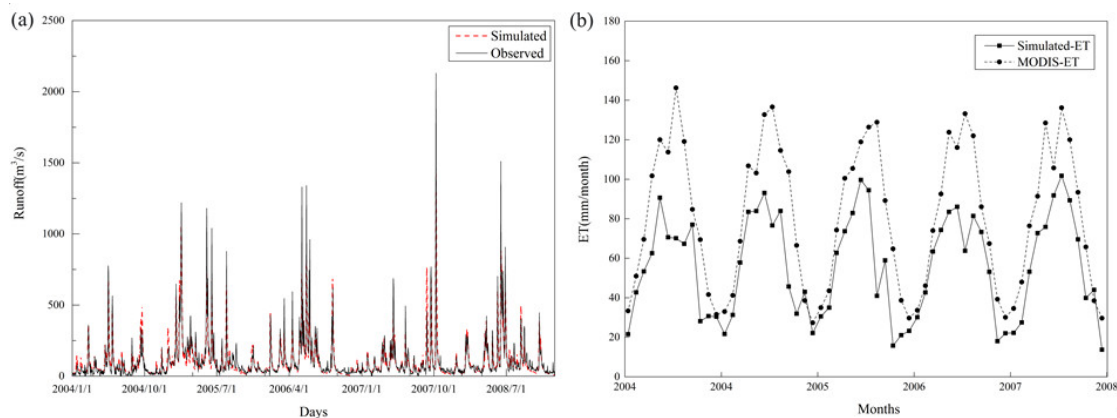 (a)
2500
2000
1500
1000
500
0
Runoff(m³/s)
Simulated
Observed
2004/1/1 2004/10/1 2005/7/1 2006/4/1 2007/1/1 2007/10/1 2008/7/1
Days
(b)
180
160
140
120
100
80
60
40
20
0
ET(mm/month)
Simulated-ET
MODIS-ET
2004 2004 2005 2006 2007 2008
Months